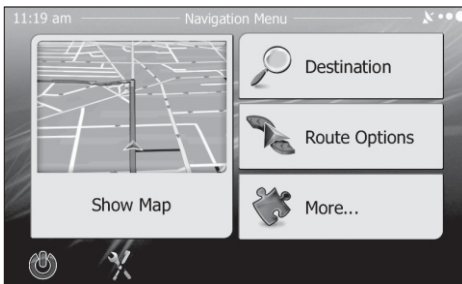 11:19 am
Navigation Menu
Destination
Route Options
Show Map
More...